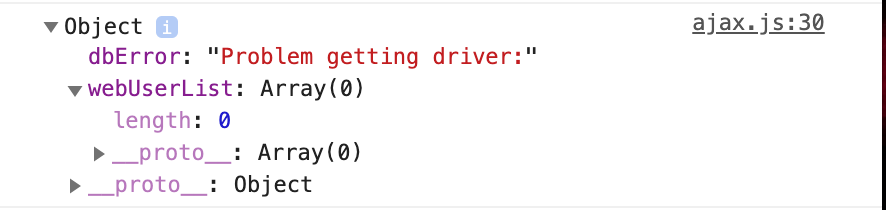 ▼Object i ajax.js:30
dbError: "Problem getting driver:"
▼webUserList: Array(0)
length: 0
▶__proto__: Array(0)
▶__proto__: Object